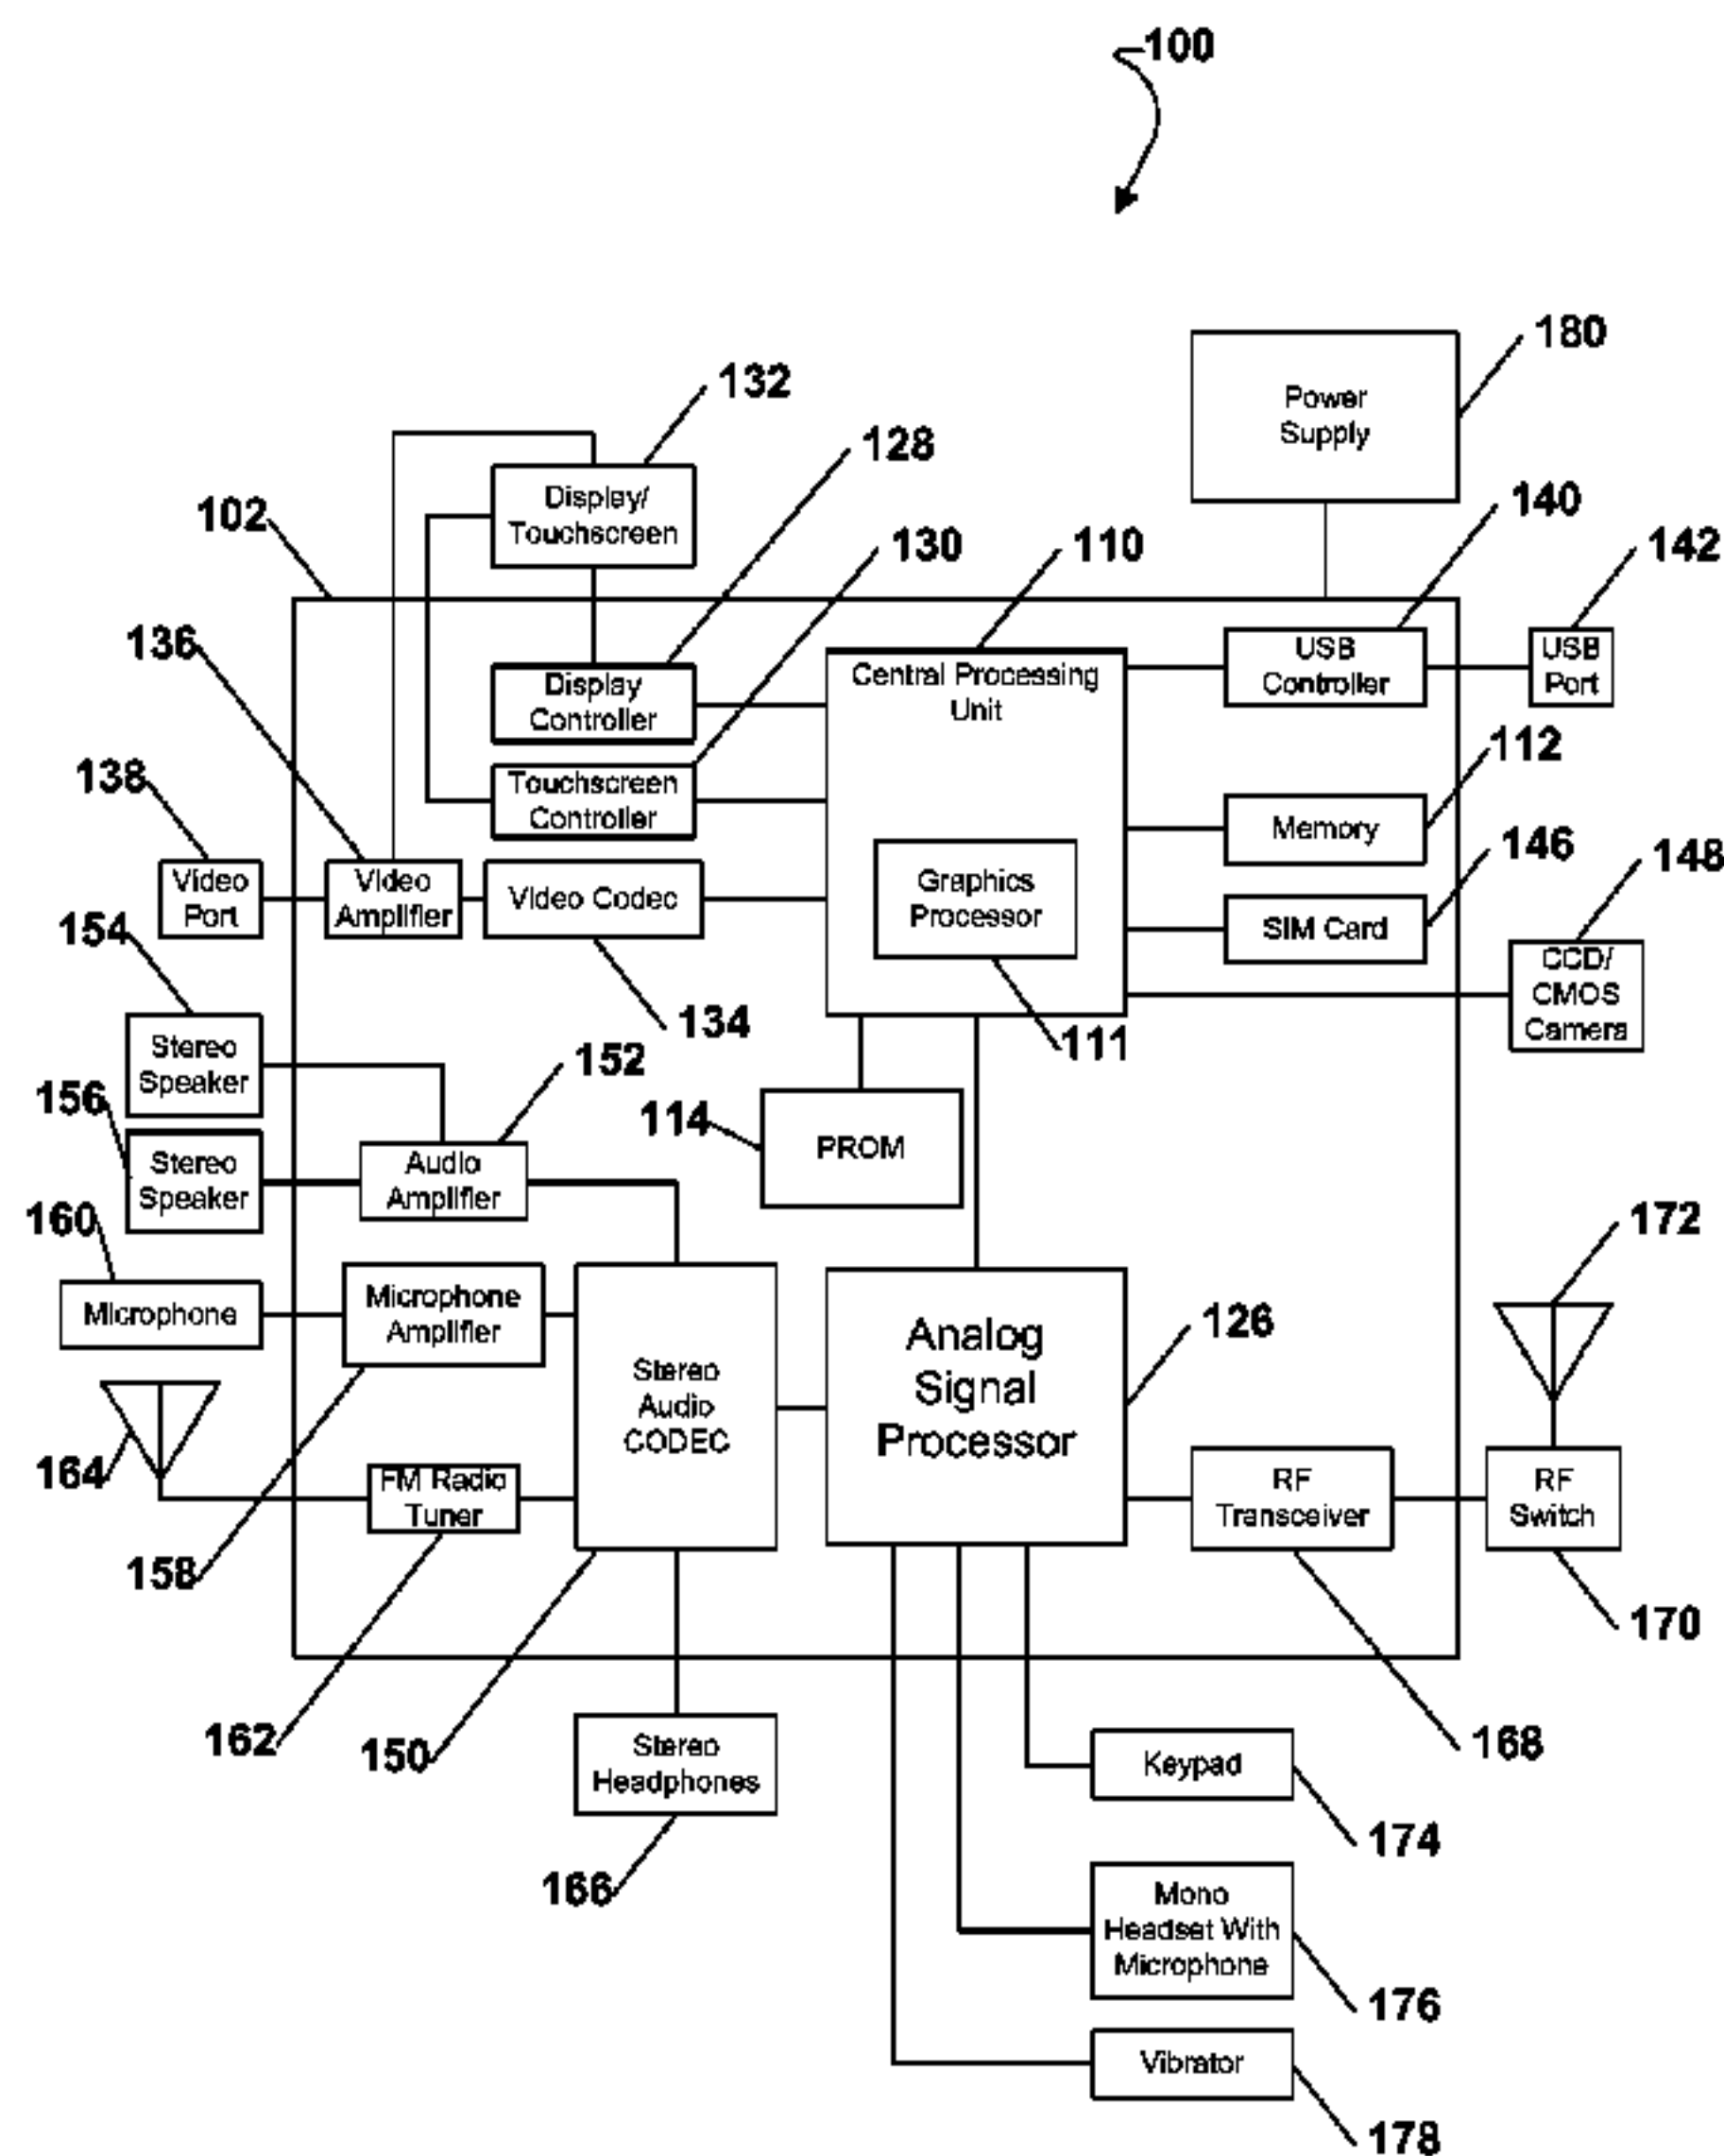 100
180
Power
Supply
132
128
Display/
Touchscreen
102
130
110
140
142
136
Central Processing
Unit
USB
Controller
USB
Port
Display
Controller
138
Touchscreen
Controller
112
Memory
Video
Port
Video
Amplifier
Video Codec
Graphics
Processor
146
148
SIM Card
154
134
111
CCD/
CMOS
Camera
Stereo
Speaker
152
156
114
PROM
Stereo
Speaker
Audio
Amplifier
160
172
Microphone
Microphone
Amplifier
Stereo
Audio
CODEC
Analog
Signal
Processor
126
164
FM Radio
Tuner
RF
Transceiver
RF
Switch
158
170
162
150
Stereo
Headphones
168
Keypad
174
166
Mono
Headset With
Microphone
176
Vibrator
178